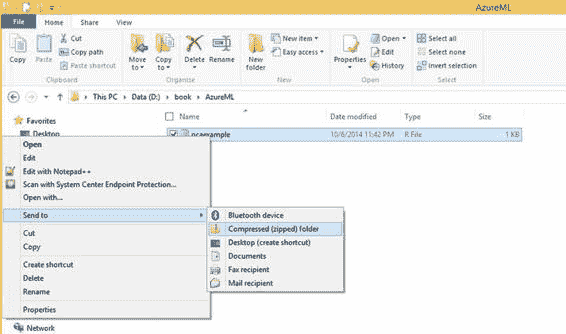 AzureML
File Home Share View
Copy
Paste
Cut
Copy path
Paste shortcut
Clipboard
Move to
Copy to
Delete
Rename
Organise
New folder
New item
Easy access
New
Properties
Open
Edit
History
Open
Select all
Select none
Invert selection
Select
This PC Data (D:) book AzureML
Favorites
Desktop
Name Date modified Type Size
10/6/2014 11:42 PM R File 1 KB
Open
Edit
Edit with Notepad++
Scan with System Center Endpoint Protection...
Open with...
Send to
Cut
Copy
Create shortcut
Delete
Rename
Properties
Bluetooth device
Compressed (zipped) folder
Desktop (create shortcut)
Documents
Fax recipient
Mail recipient
Network